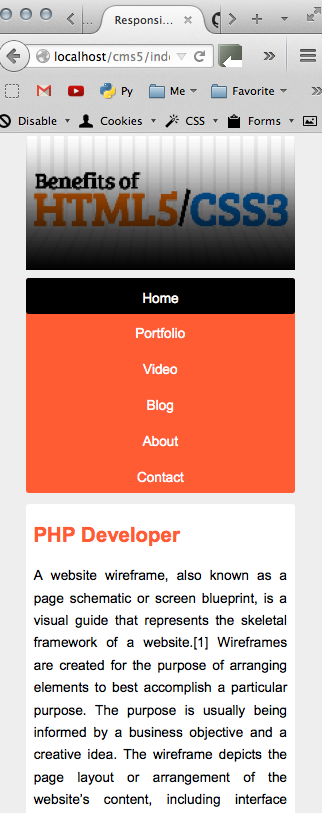 Responsi...
localhost/cms5/ind
Py
Me
Favorite
Disable
Cookies
CSS
Forms
Benefits of
HTML5/CSS3
Home
Portfolio
Video
Blog
About
Contact
PHP Developer
A website wireframe, also known as a
page schematic or screen blueprint, is a
visual guide that represents the skeletal
framework of a website.[1] Wireframes
are created for the purpose of arranging
elements to best accomplish a particular
purpose. The purpose is usually being
informed by a business objective and a
creative idea. The wireframe depicts the
page layout or arrangement of the
website's content, including interface